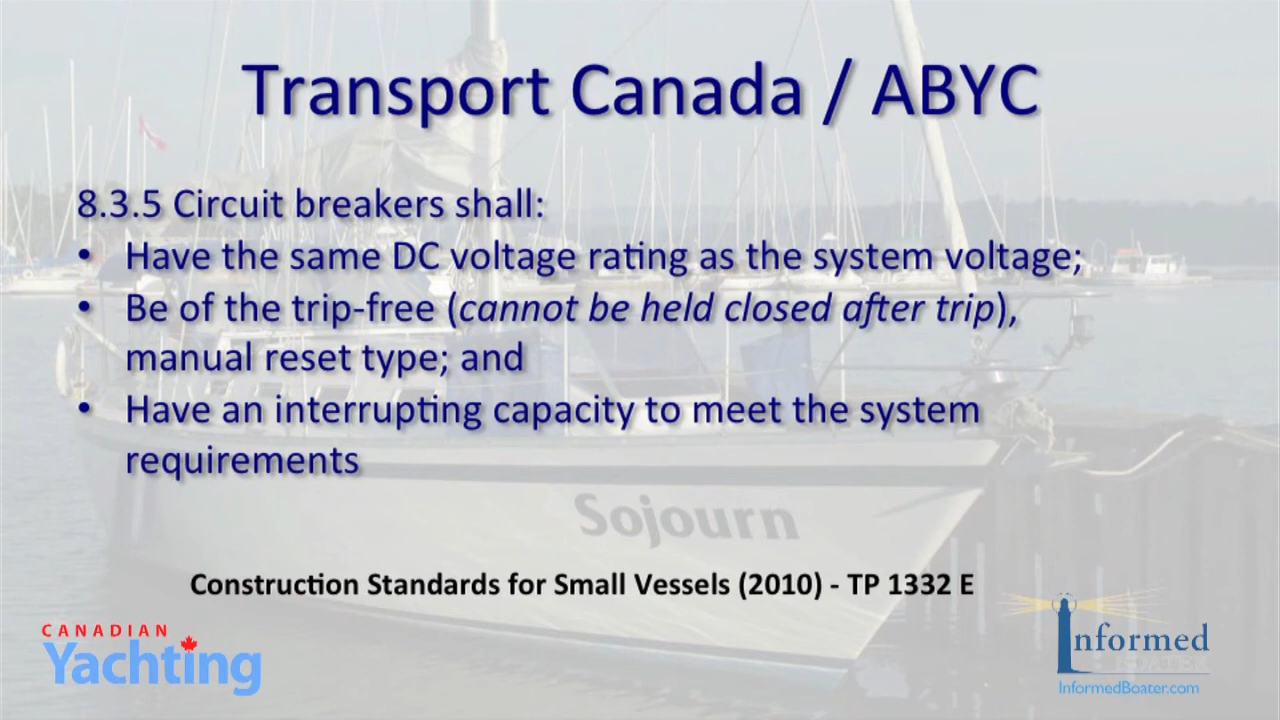 Transport Canada / ABYC
8.3.5 Circuit breakers shall:
• Have the same DC voltage rating as the system voltage;
• Be of the trip-free (cannot be held closed after trip),
manual reset type; and
• Have an interrupting capacity to meet the system
requirements
Sojourn
Construction Standards for Small Vessels (2010) - TP 1332 E
CANADIAN
Yachting
Informed
BOATER
InformedBoater.com